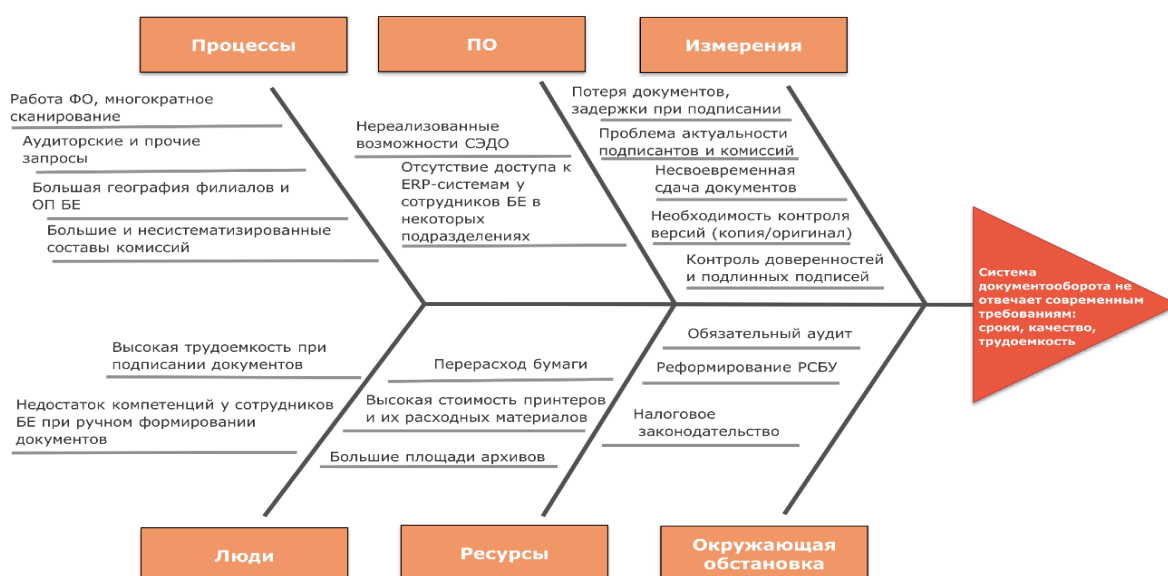 Процессы
ПО
Измерения
Работа ФО, многократное
сканирование
Аудиторские и прочие
запросы
Большая география филиалов и
ОП БЕ
Большие и несистематизированные
составы комиссий
Нереализованные
возможности СЭДО
Отсутствие доступа к
ERP-системам у
сотрудников БЕ в
некоторых
подразделениях
Потеря документов,
задержки при подписании
Проблема актуальности
подписантов и комиссий
Несвоевременная
сдача документов
Необходимость контроля
версий (копия/оригинал)
Контроль доверенностей
и подлинных подписей
Система
документооборота не
отвечает современным
требованиям:
сроки, качество,
трудоемкость
Высокая трудоемкость при
подписании документов
Недостаток компетенций у сотрудников
БЕ при ручном формировании
документов
Перерасход бумаги
Высокая стоимость принтеров
и их расходных материалов
Большие площади архивов
Обязательный аудит
Реформирование РСБУ
Налоговое
законодательство
Люди
Ресурсы
Окружающая
обстановка